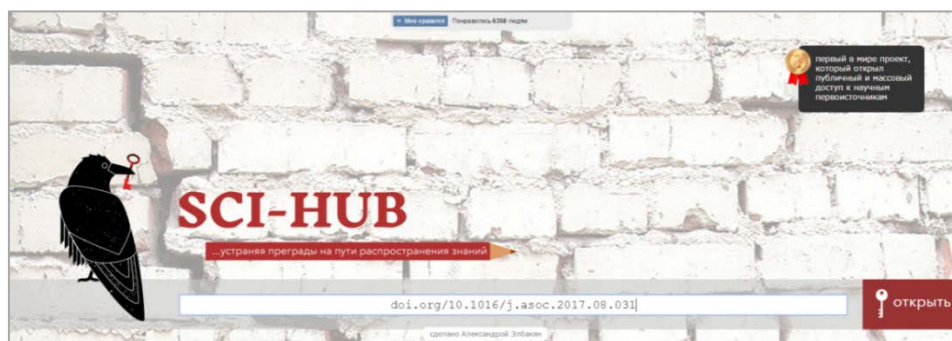 Мне нравится Понравилось 6358 людям
первый в мире проект,
который открыл
публичный и массовый
доступ к научным
первоисточникам
SCI-HUB
...устраняя преграды на пути распространения знаний
doi.org/10.1016/j.asoc.2017.08.031
открыть
сделано Александрой Элбакян